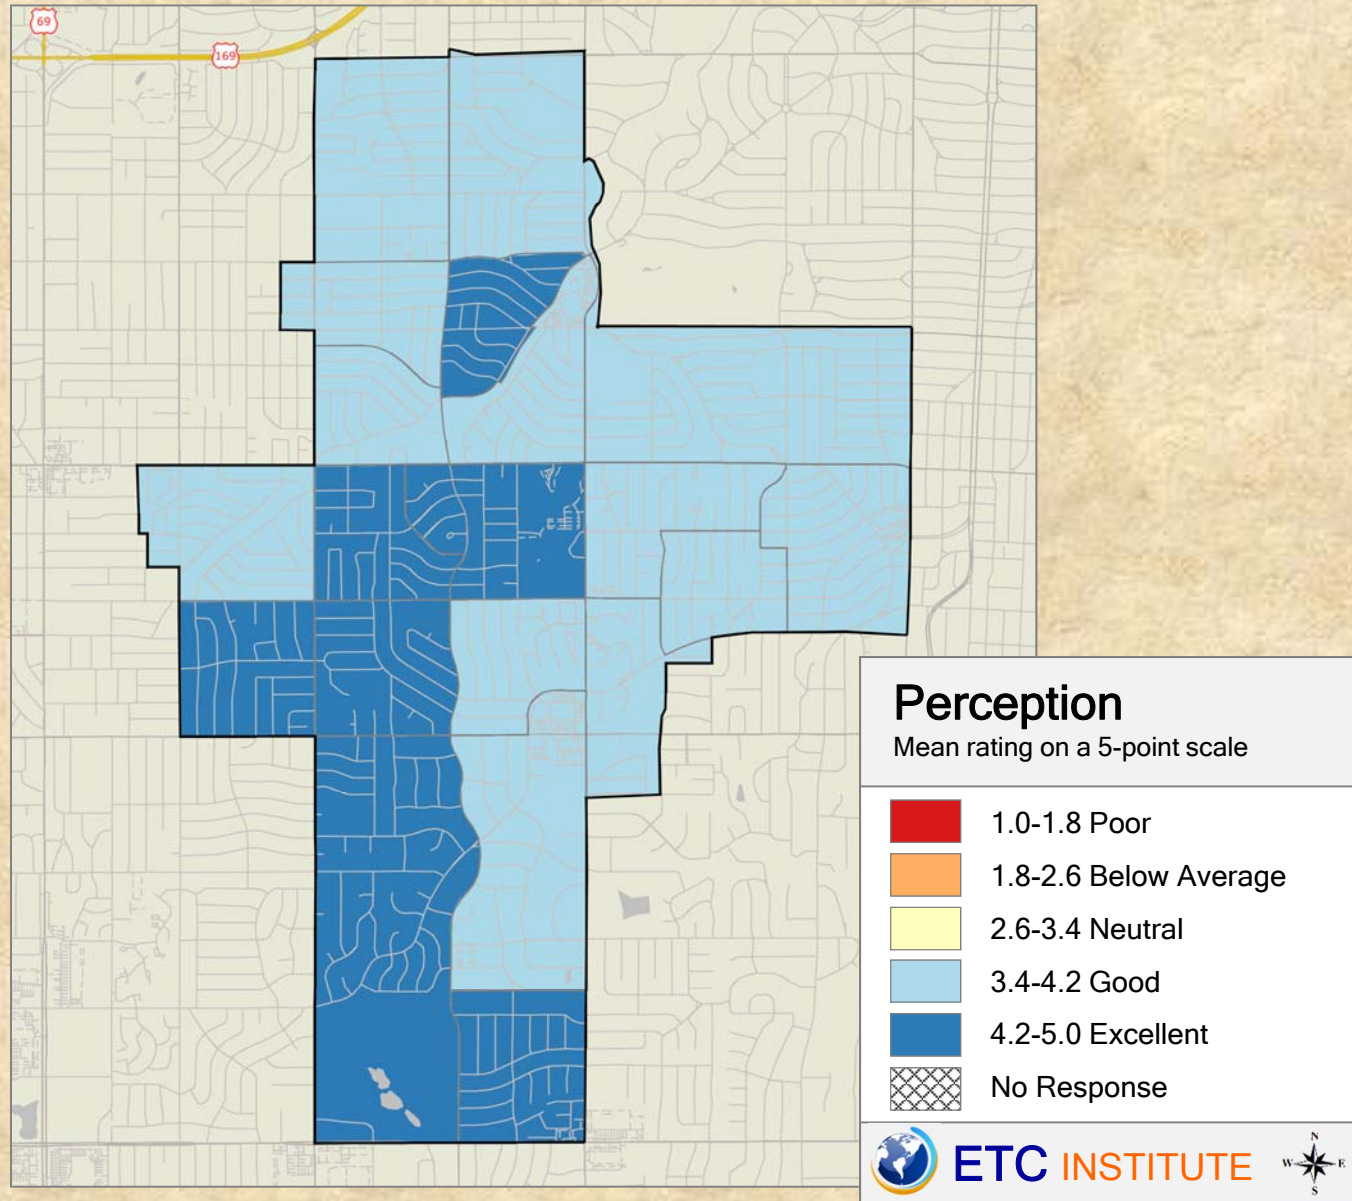 69
169
Perception
Mean rating on a 5-point scale
1.0-1.8 Poor
1.8-2.6 Below Average
2.6-3.4 Neutral
3.4-4.2 Good
4.2-5.0 Excellent
No Response
ETC INSTITUTE
N
W E
S